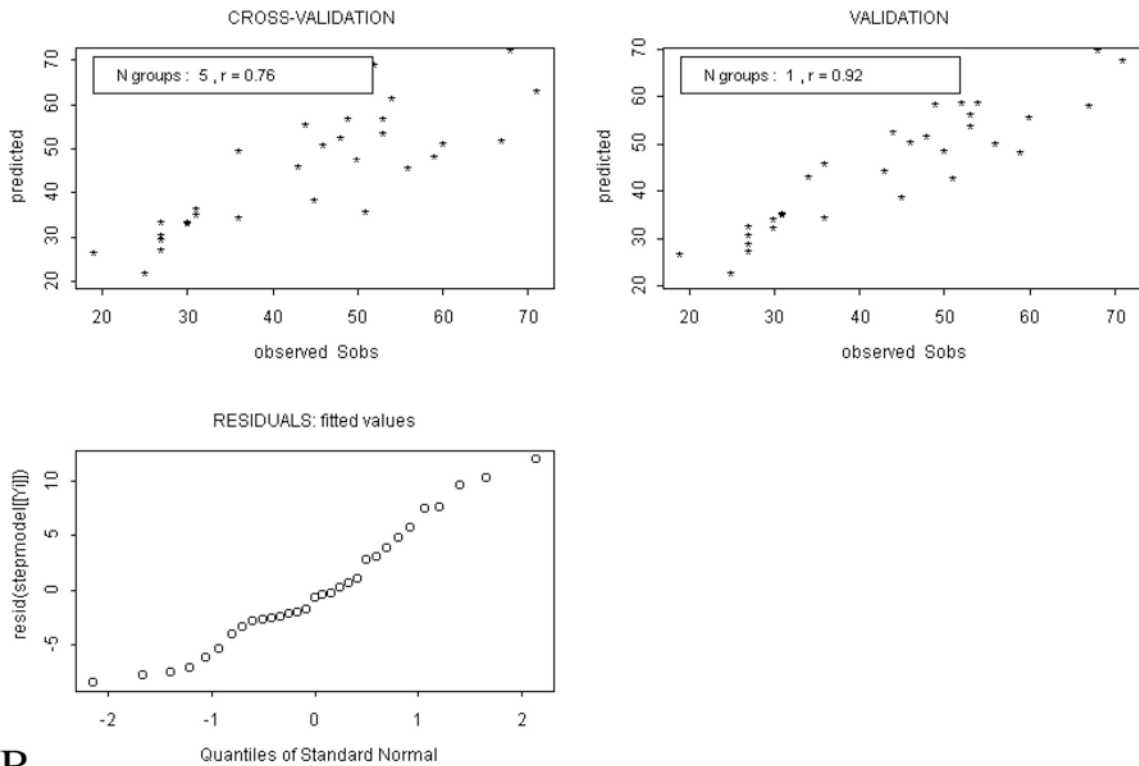 CROSS-VALIDATION
N groups : 5 , r = 0.76
predicted
70
60
50
40
30
20
20 30 40 50 60 70
observed Sobs
VALIDATION
N groups : 1 , r = 0.92
predicted
70
60
50
40
30
20
20 30 40 50 60 70
observed Sobs
RESIDUALS: fitted values
resid(stepmodel[[Yi]])
10
5
0
-5
-2 -1 0 1 2
Quantiles of Standard Normal